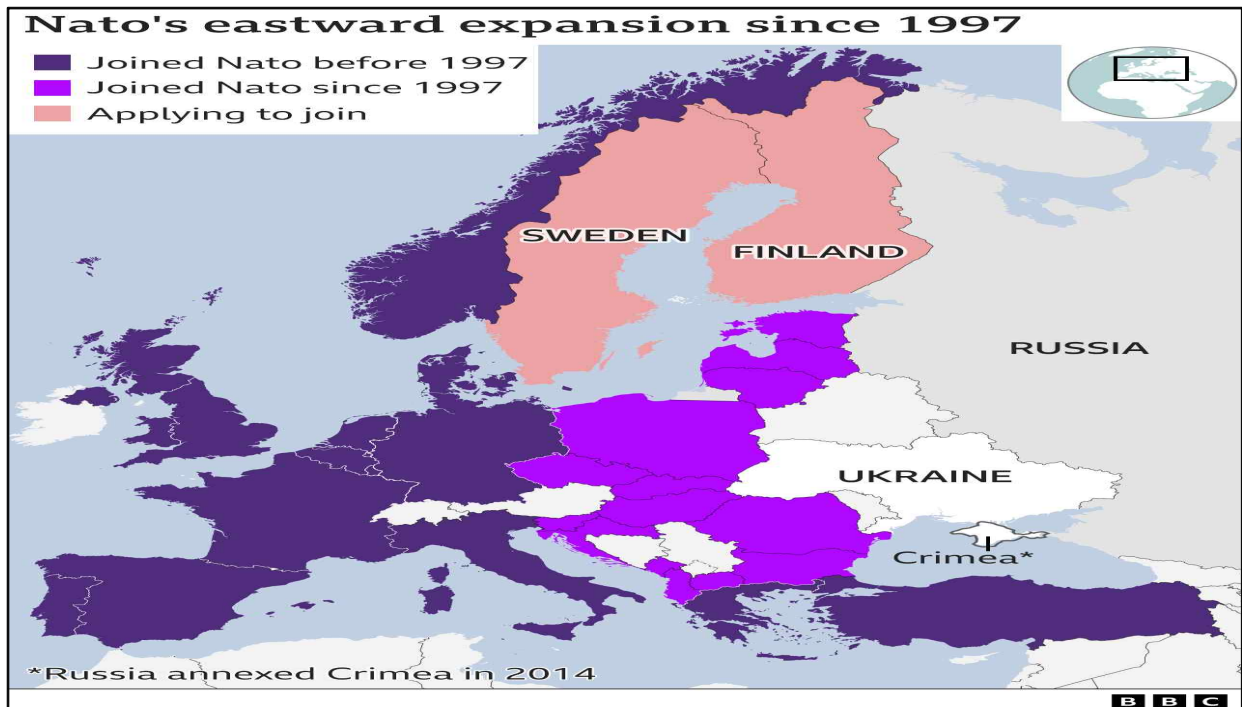 Nato's eastward expansion since 1997
Joined Nato before 1997
Joined Nato since 1997
Applying to join
SWEDEN
FINLAND
RUSSIA
UKRAINE
Crimea*
*Russia annexed Crimea in 2014
BBC